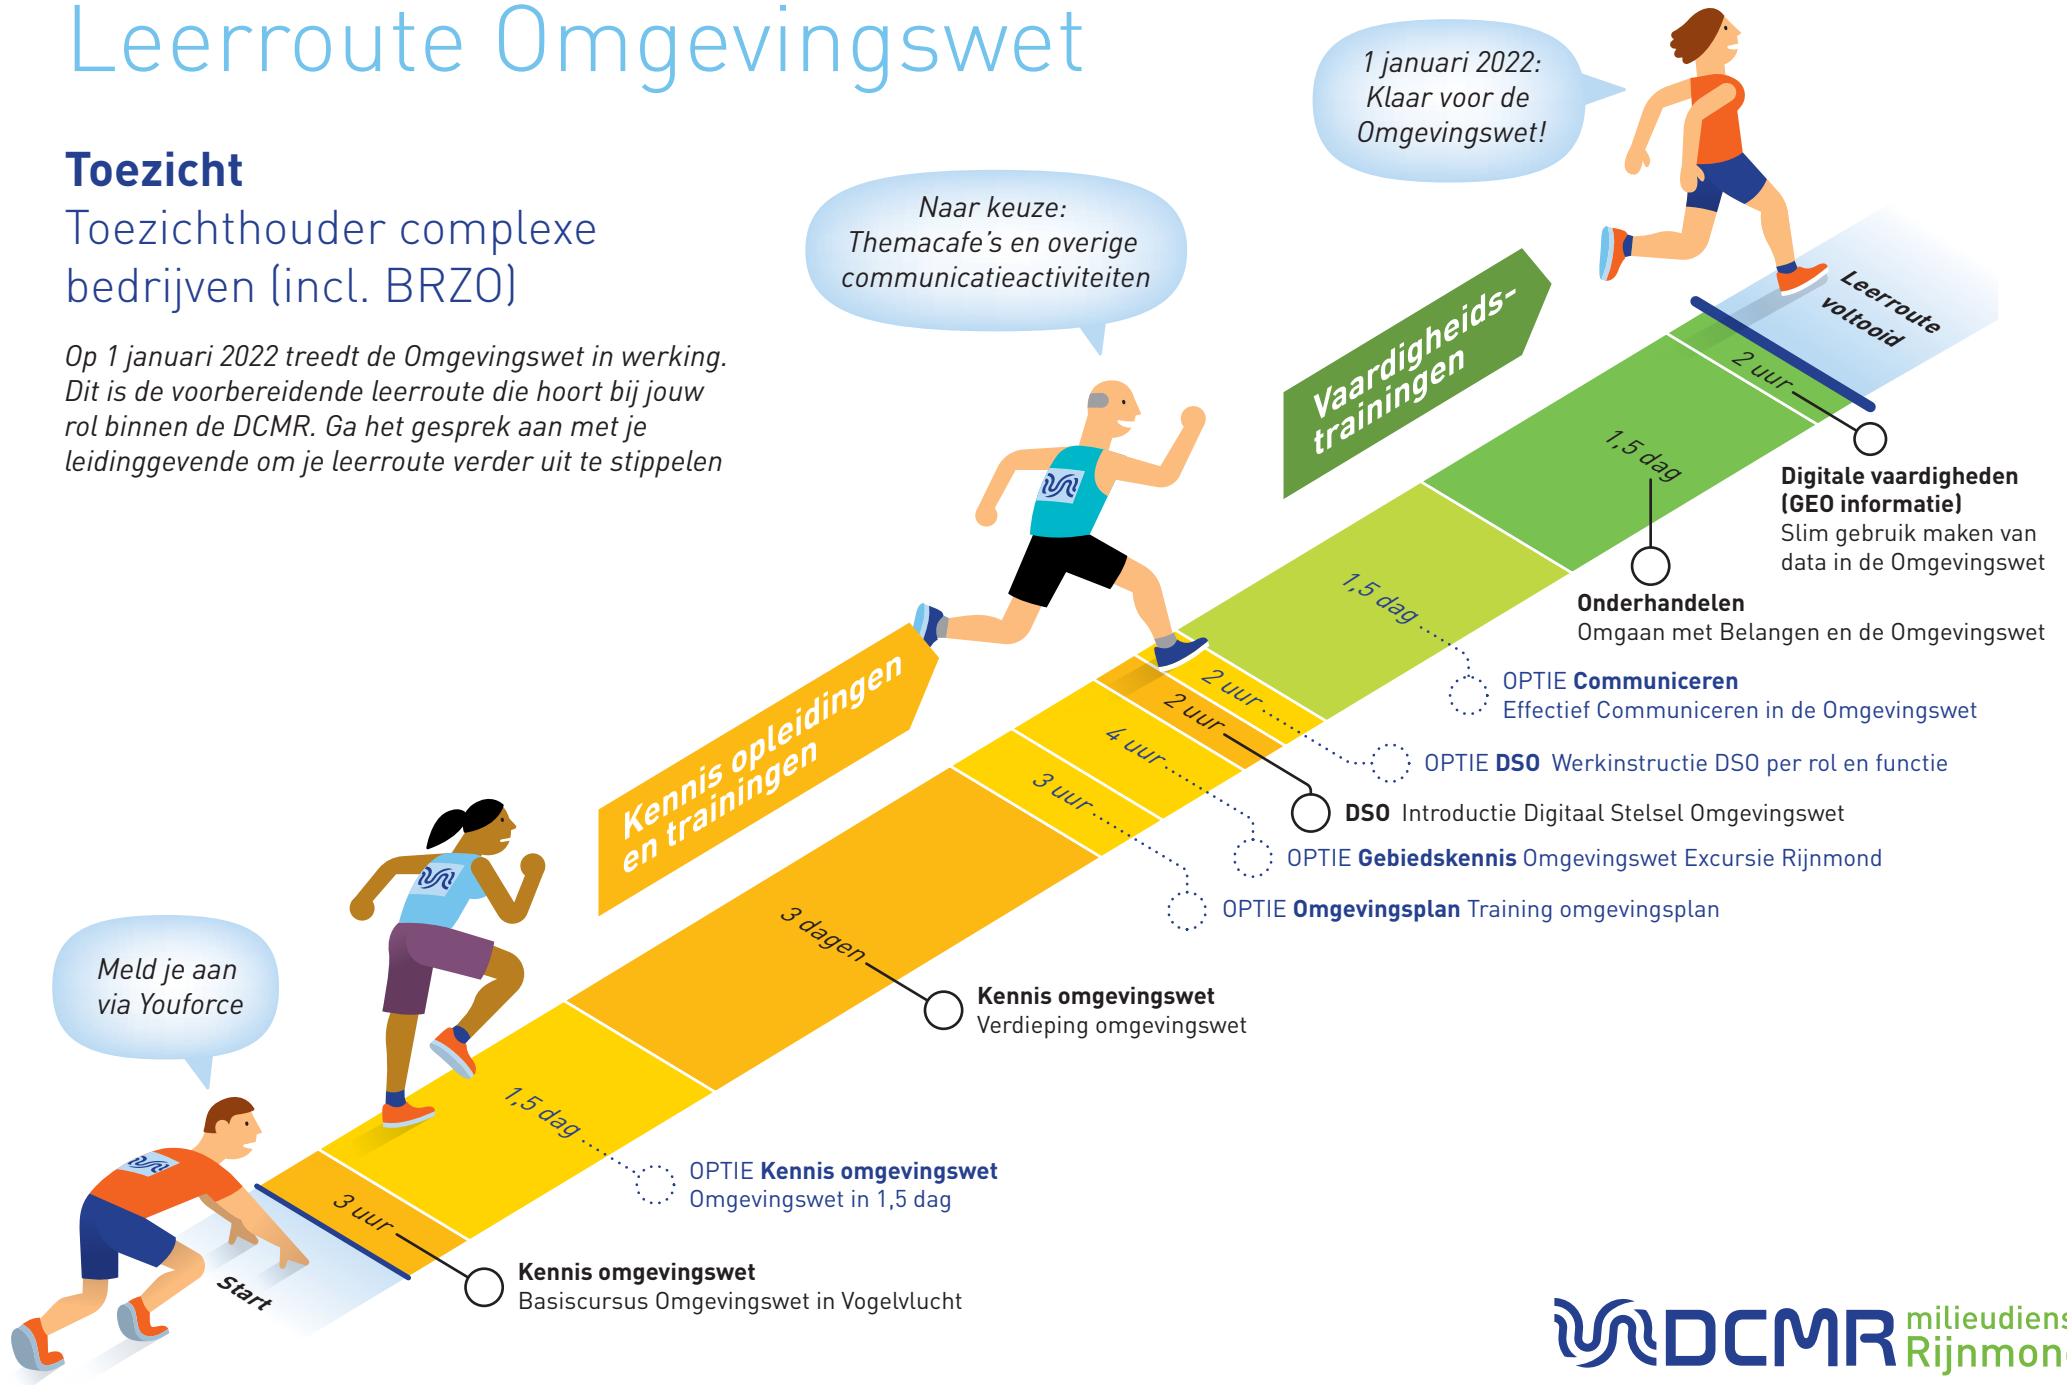 Leerroute Omgevingswet
Toezicht
Toezichthouder complexe
bedrijven (incl. BRZO)
Op 1 januari 2022 treedt de Omgevingswet in werking.
Dit is de voorbereidende leerroute die hoort bij jouw
rol binnen de DCMR. Ga het gesprek aan met je
leidinggevende om je leerroute verder uit te stippelen
1 januari 2022:
Klaar voor de
Omgevingswet!
Naar keuze:
Themacafe's en overige
communicatieactiviteiten
Vaardigheids-
trainingen
Leerroute
voltooid
2 uur
Digitale vaardigheden
(GEO informatie)
Slim gebruik maken van
data in de Omgevingswet
1,5 dag
Onderhandelen
Omgaan met Belangen en de Omgevingswet
1,5 dag
OPTIE Communiceren
Effectief Communiceren in de Omgevingswet
2 uur
OPTIE DSO Werkinstructie DSO per rol en functie
2 uur
DSO Introductie Digitaal Stelsel Omgevingswet
4 uur
OPTIE Gebiedskennis Omgevingswet Excursie Rijnmond
3 uur
OPTIE Omgevingsplan Training omgevingsplan
Kennis opleidingen
en trainingen
3 dagen
Kennis omgevingswet
Verdieping omgevingswet
Meld je aan
via Youforce
1,5 dag
OPTIE Kennis omgevingswet
Omgevingswet in 1,5 dag
3 uur
Kennis omgevingswet
Basiscursus Omgevingswet in Vogelvlucht
Start
DCMR
milieudiens
Rijnmon